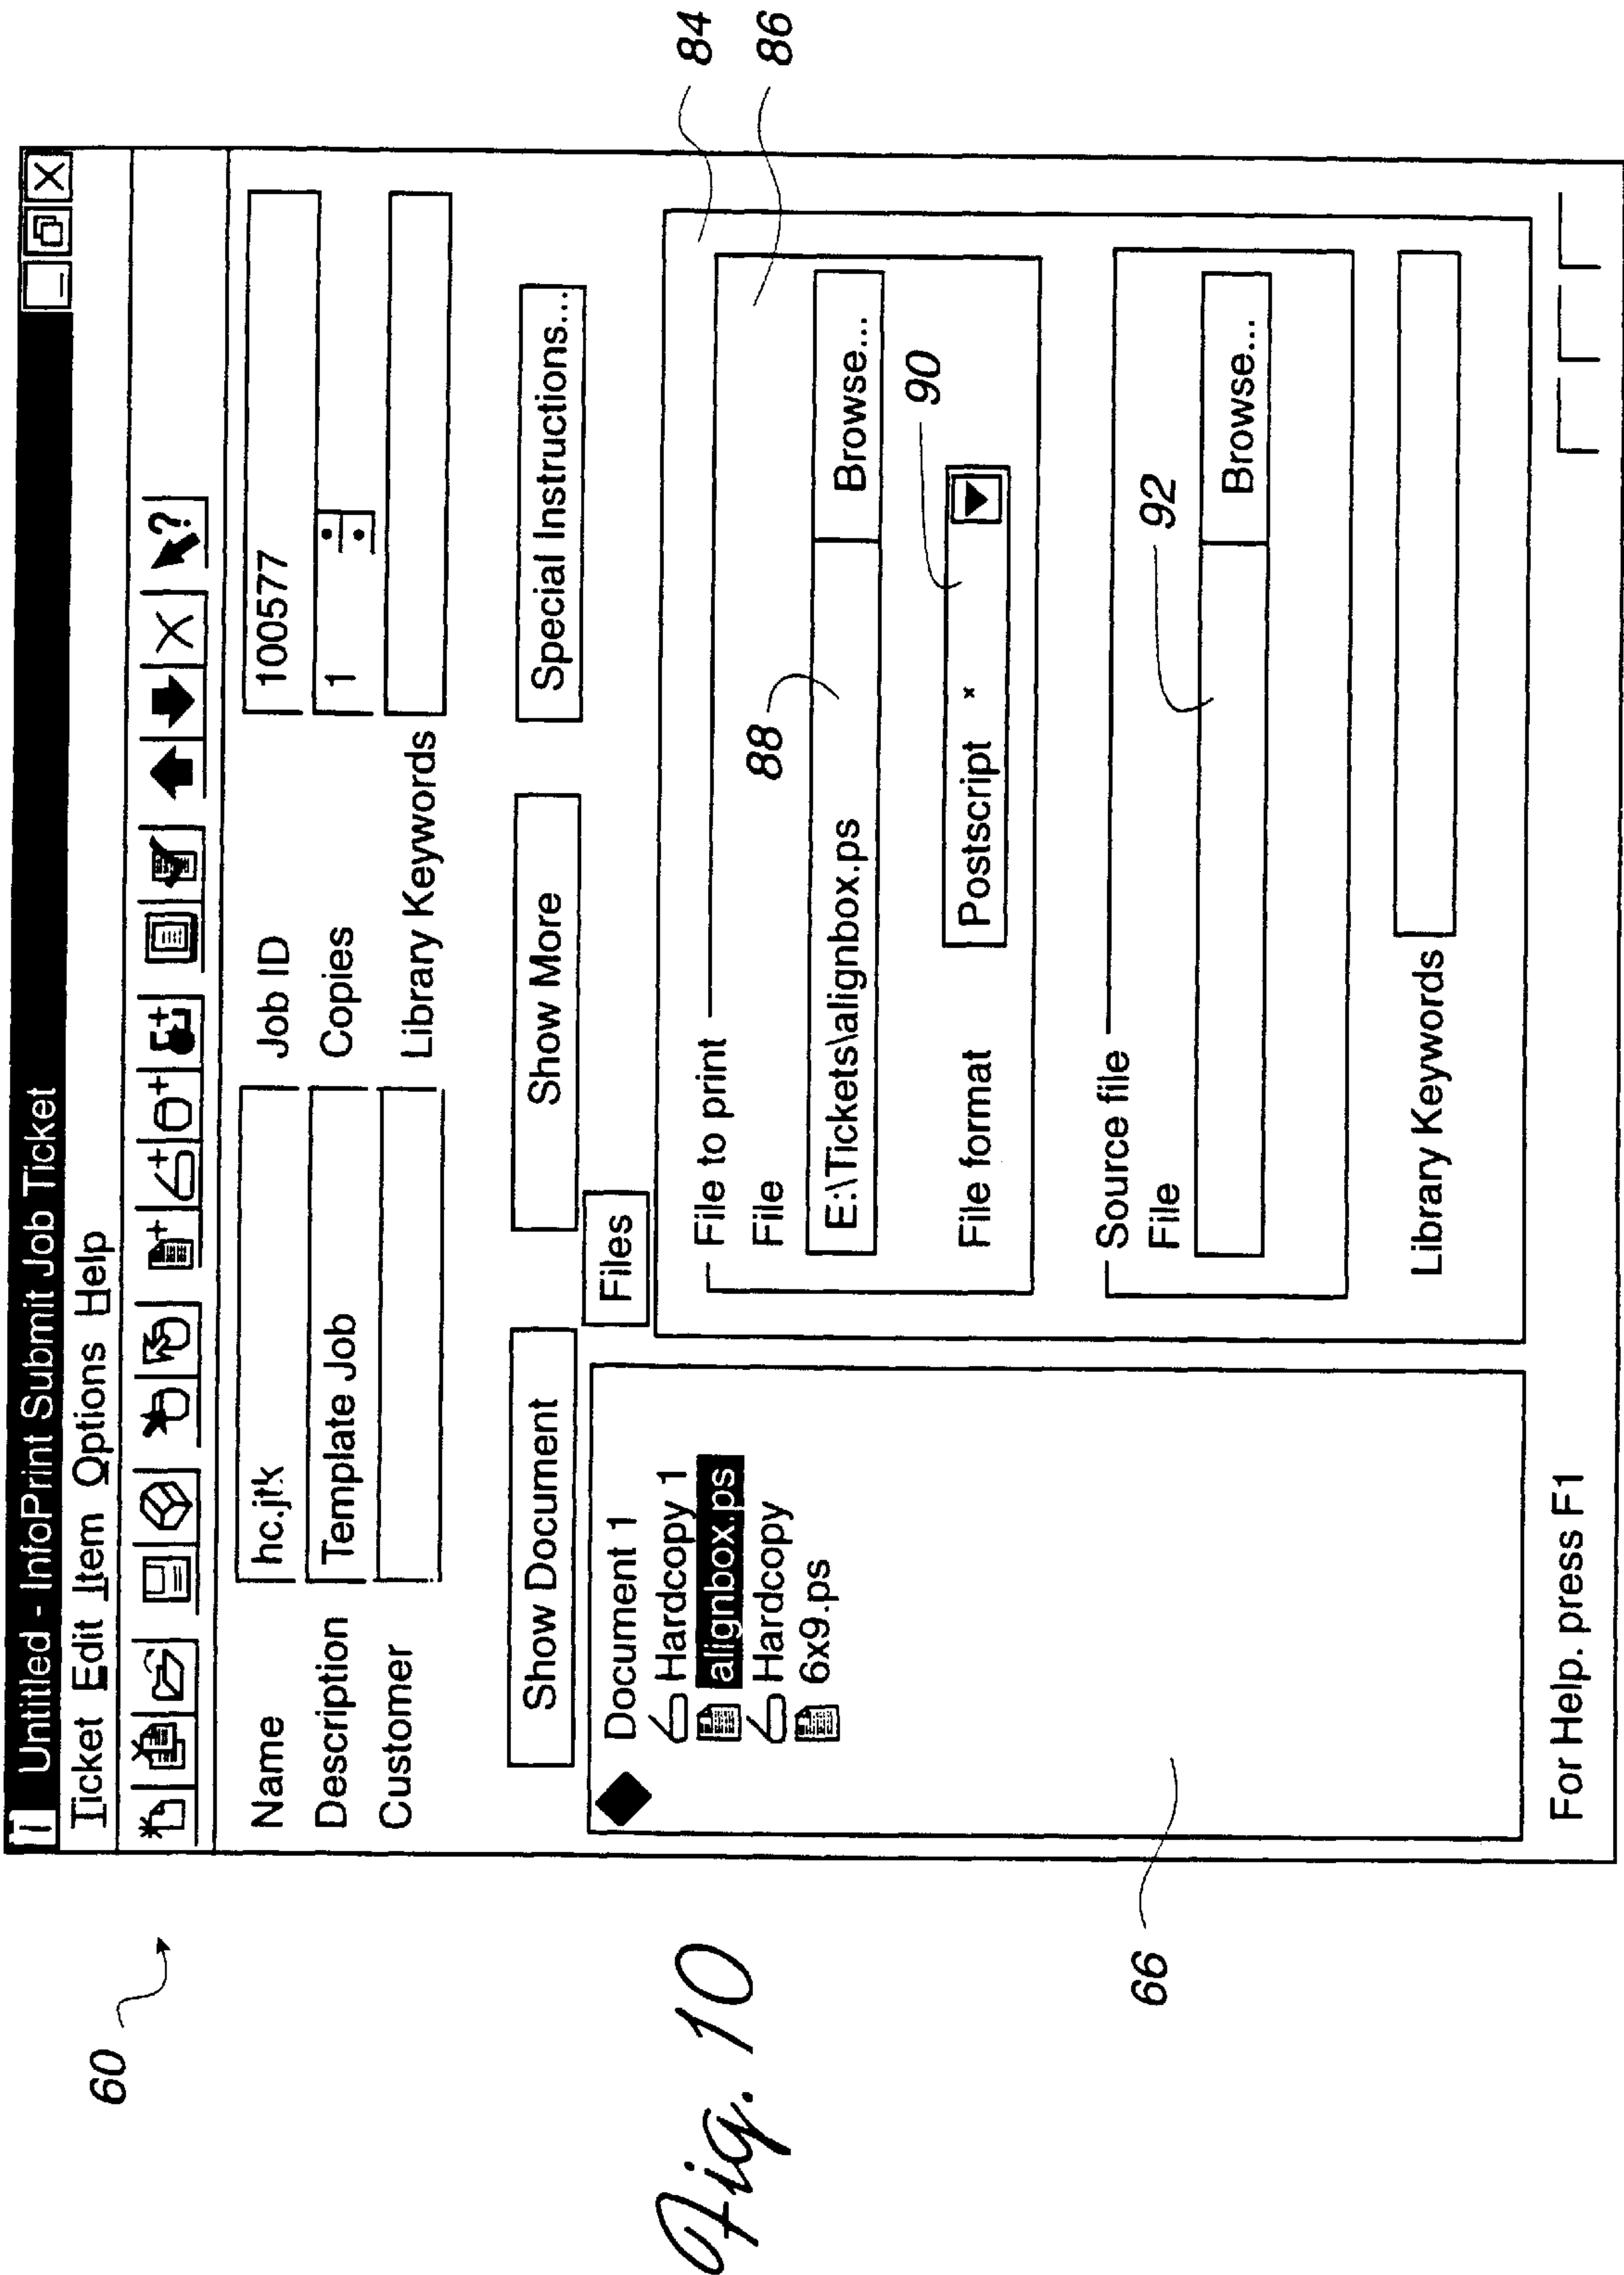 60
Untitled - InfoPrint Submit Job Ticket
Ticket Edit Item Options Help
Name hc.jtk Job ID 100577
Description Template Job Copies 1
Customer Library Keywords
Show Document Show More Special Instructions...
Files
Document 1
Hardcopy 1
alignbox.ps
Hardcopy
6x9.ps
File to print
File
E:\Tickets\alignbox.ps Browse...
File format Postscript
Source file
File
Browse...
Library Keywords
For Help. press F1
84
86
88
90
92
66
Fig. 10